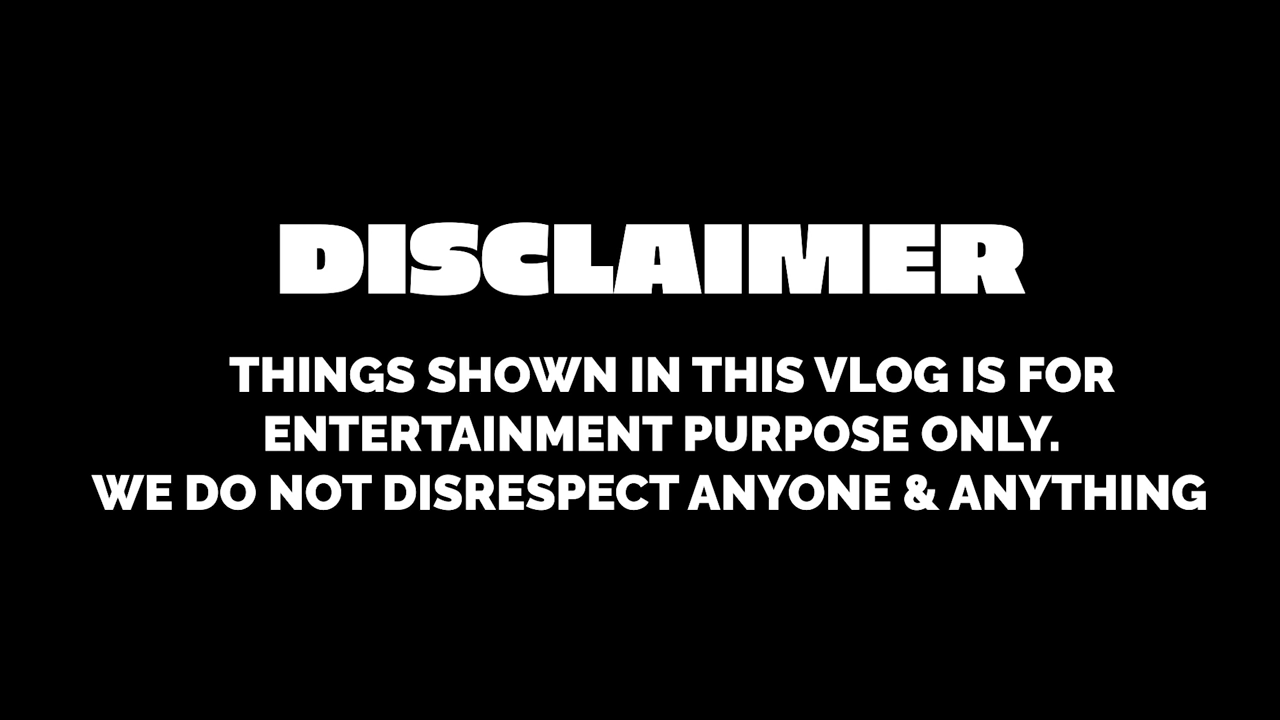 DISCLAIMER
THINGS SHOWN IN THIS VLOG IS FOR
ENTERTAINMENT PURPOSE ONLY.
WE DO NOT DISRESPECT ANYONE & ANYTHING